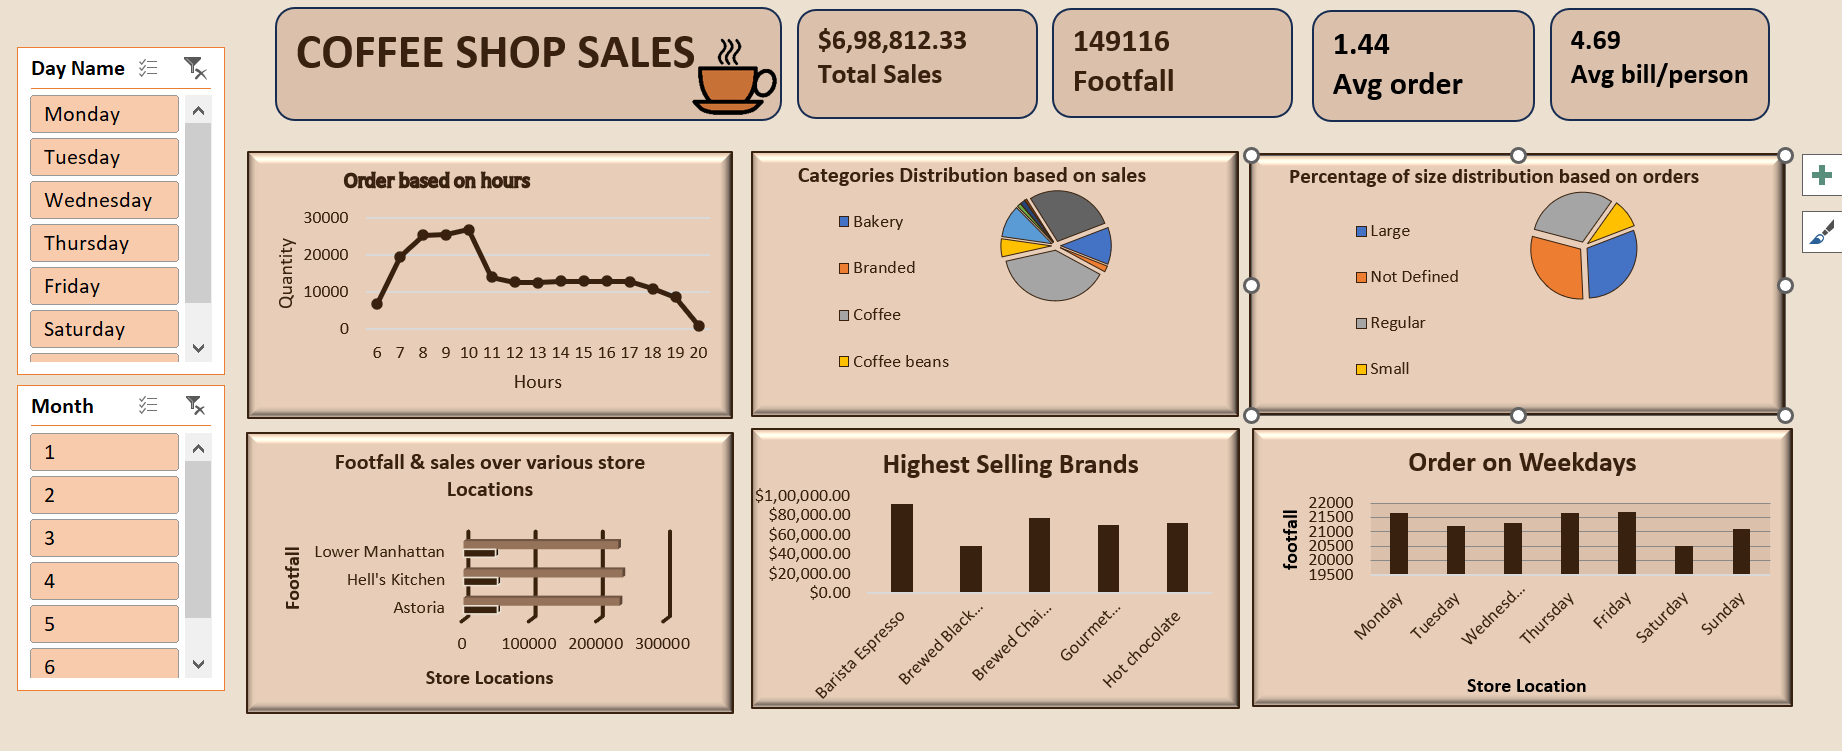 COFFEE SHOP SALES
$6,98,812.33
Total Sales
149116
Footfall
1.44
Avg order
4.69
Avg bill/person
Day Name
Monday
Tuesday
Wednesday
Thursday
Friday
Saturday
Month
1
2
3
4
5
6
Order based on hours
Quantity
30000
20000
10000
0
6 7 8 9 10 11 12 13 14 15 16 17 18 19 20
Hours
Categories Distribution based on sales
Bakery
Branded
Coffee
Coffee beans
Percentage of size distribution based on orders
Large
Not Defined
Regular
Small
Footfall & sales over various store
Locations
Footfall
Lower Manhattan
Hell's Kitchen
Astoria
0 100000 200000 300000
Store Locations
Highest Selling Brands
$1,00,000.00
$80,000.00
$60,000.00
$40,000.00
$20,000.00
$0.00
Barista Espresso
Brewed Black...
Brewed Chai...
Gourmet...
Hot chocolate
Order on Weekdays
footfall
22000
21500
21000
20500
20000
19500
Monday
Tuesday
Wednesd...
Thursday
Friday
Saturday
Sunday
Store Location